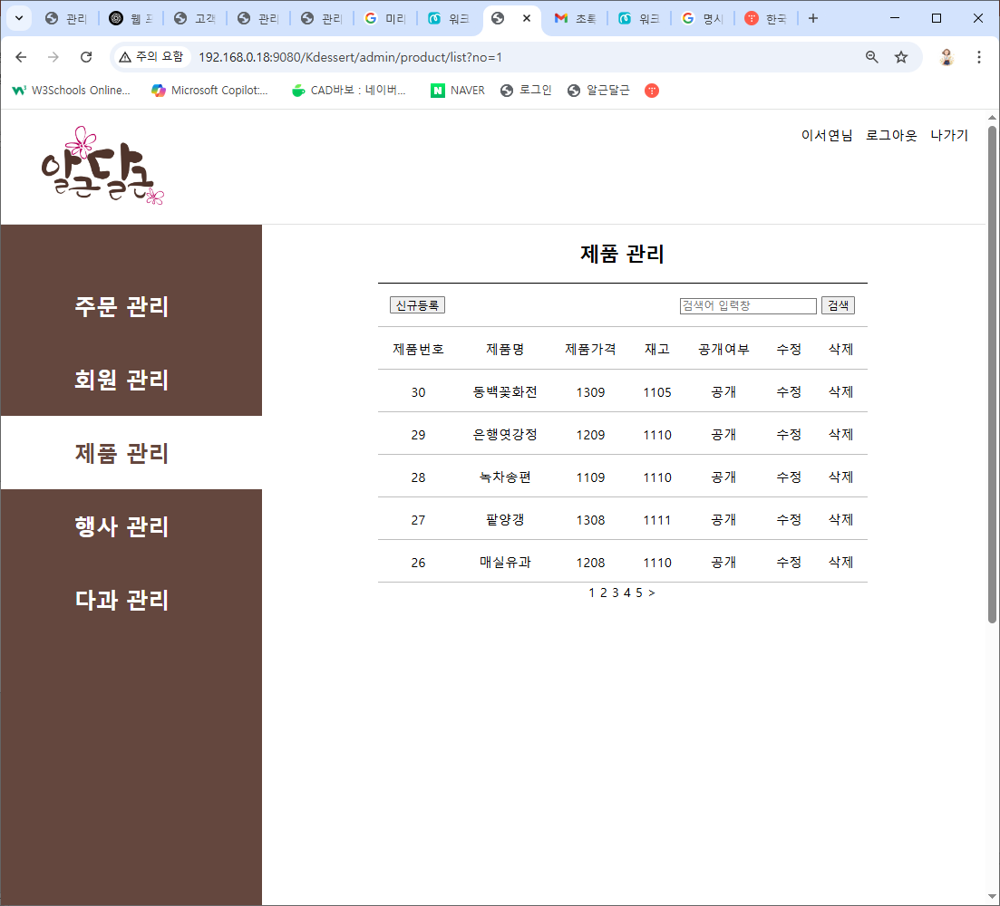 관리 웹 프 고객 관리 관리 미리 워크 초록 워크 명시 한국
주의 요함 192.168.0.18:9080/Kdessert/admin/product/list?no=1
W3Schools Online... Microsoft Copilot:... CAD바보 : 네이버... NAVER 로그인 알근달근
알근달근
이서연님 로그아웃 나가기
주문 관리
회원 관리
제품 관리
행사 관리
다과 관리
제품 관리
신규등록 검색어 입력창 검색
제품번호 제품명 제품가격 재고 공개여부 수정 삭제
30 동백꽃화전 1309 1105 공개 수정 삭제
29 은행엿강정 1209 1110 공개 수정 삭제
28 녹차송편 1109 1110 공개 수정 삭제
27 팥양갱 1308 1111 공개 수정 삭제
26 매실유과 1208 1110 공개 수정 삭제
1 2 3 4 5 >